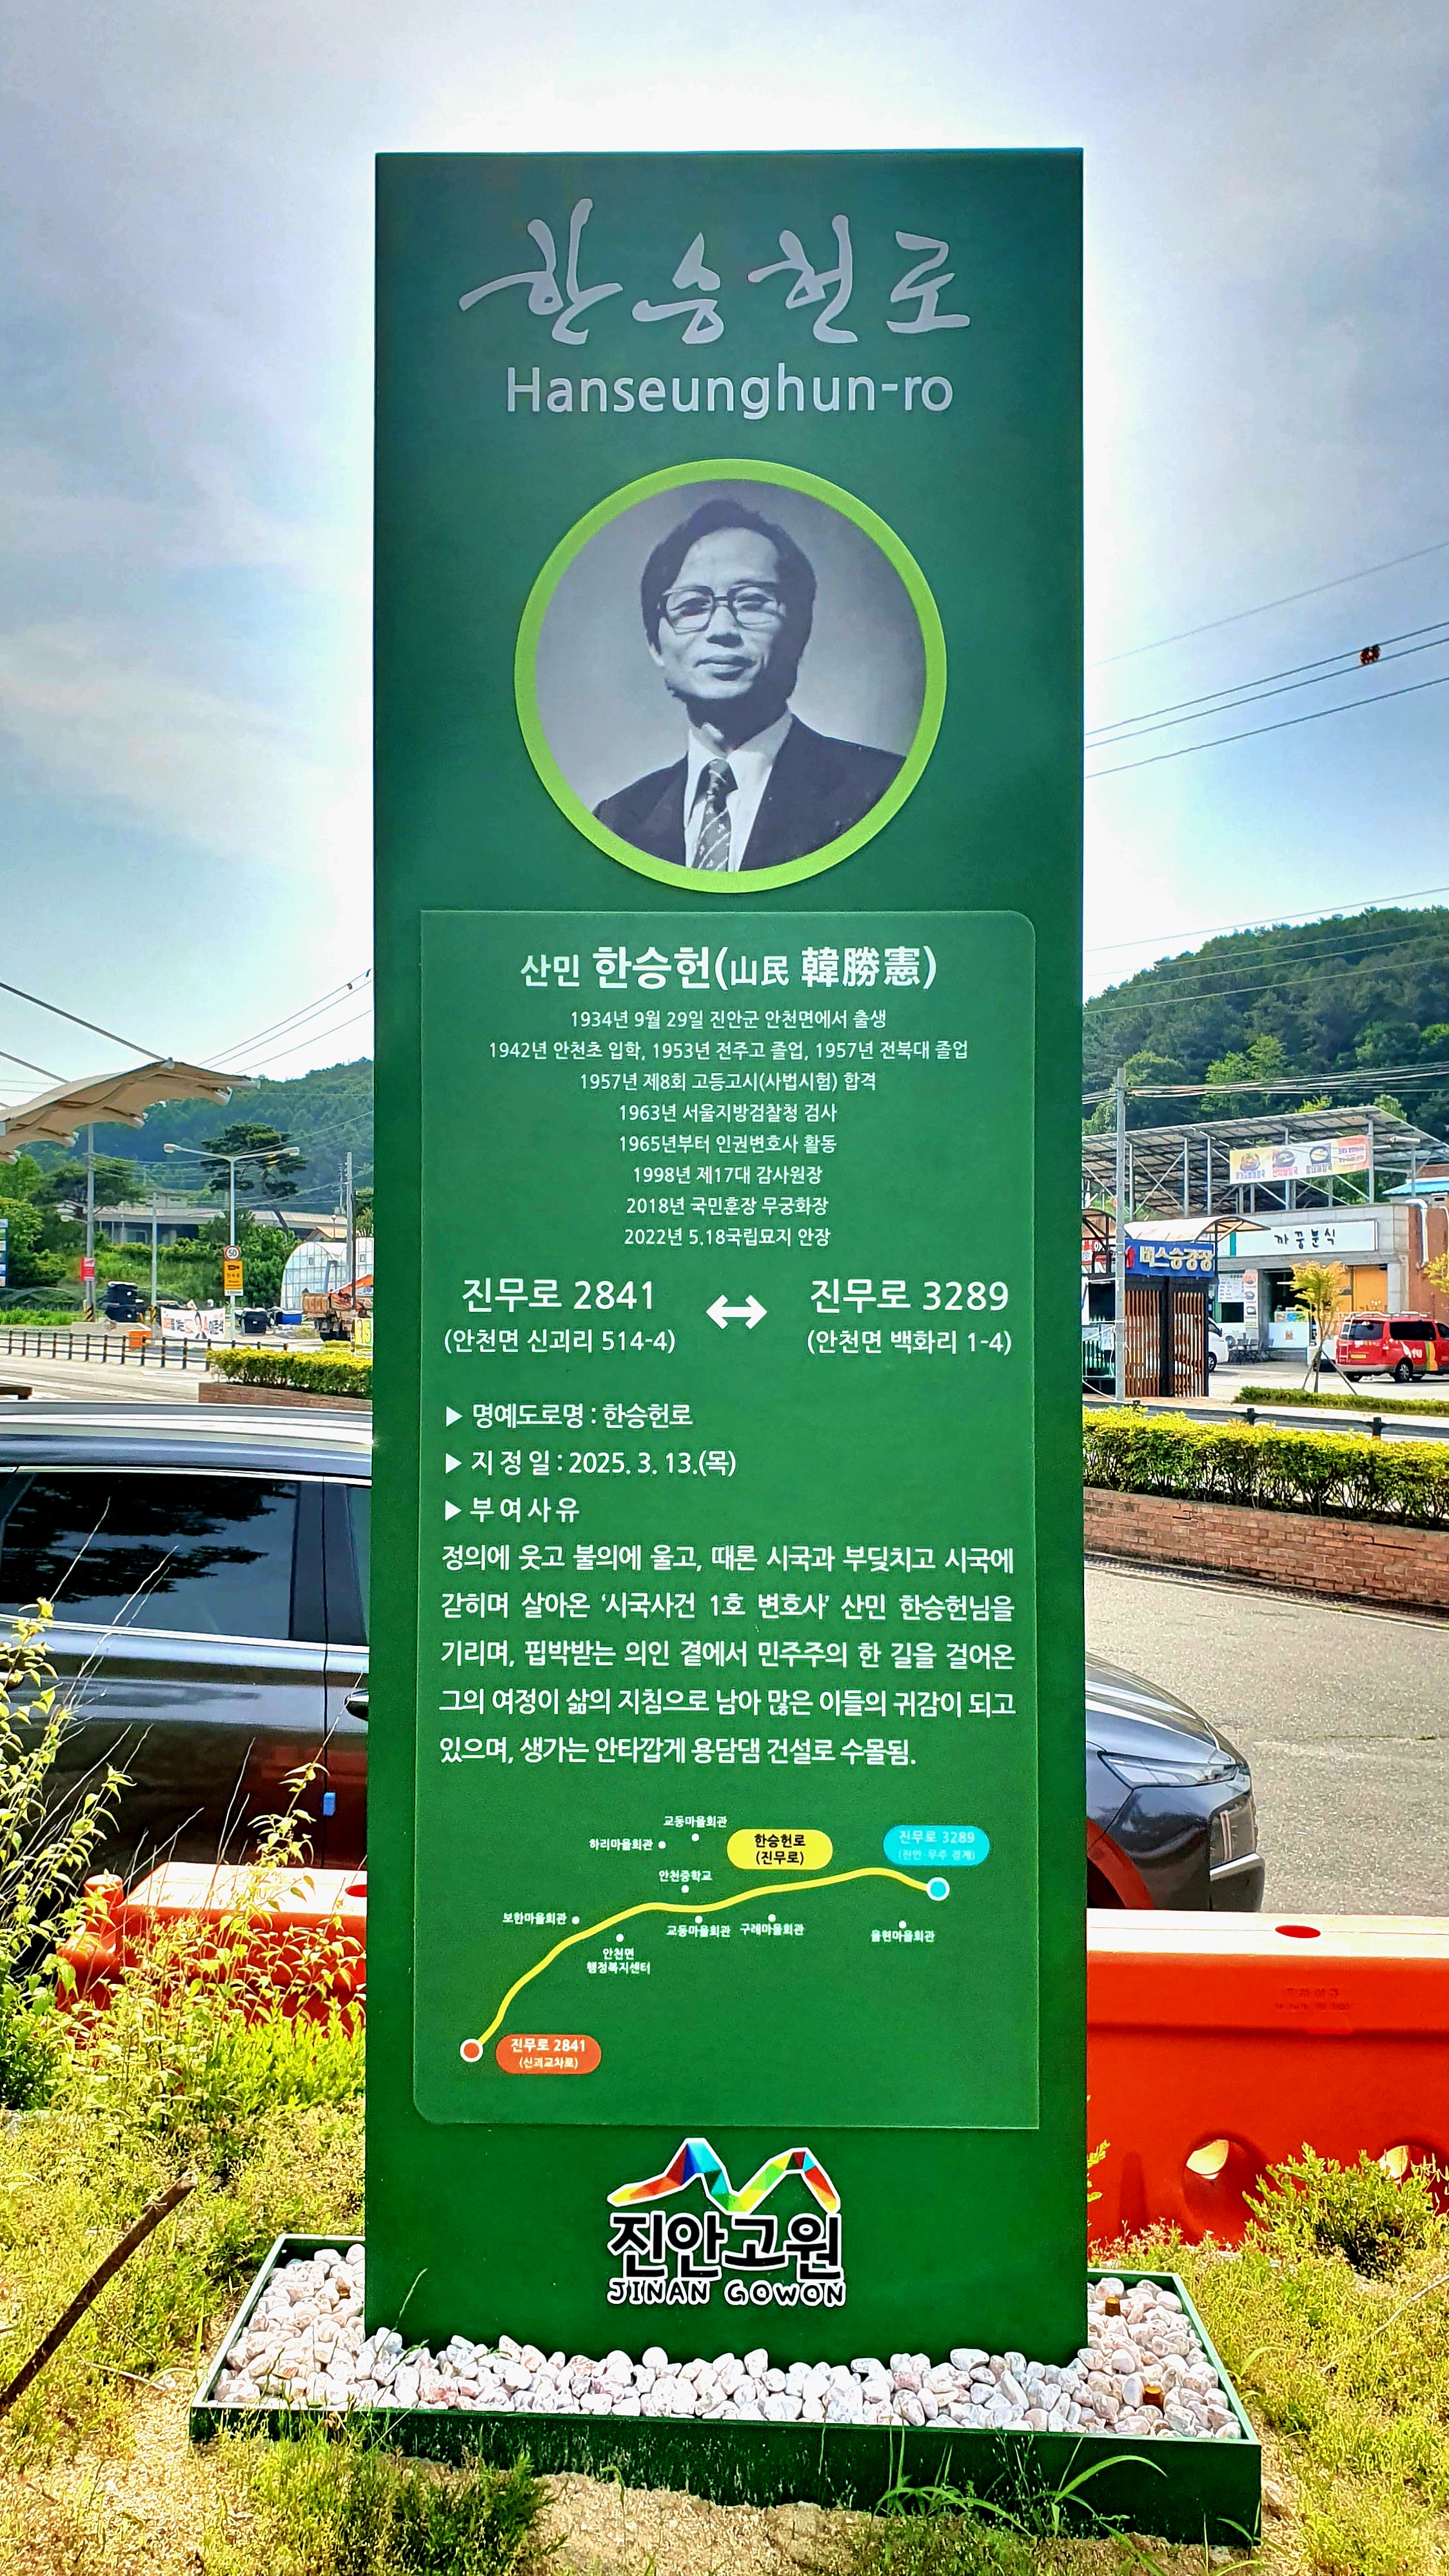 한승헌로
Hanseunghun-ro
산민 한승헌(山民 韓勝憲)
1934년 9월 29일 진안군 안천면에서 출생
1942년 안천초 입학, 1953년 전주고 졸업, 1957년 전북대 졸업
1957년 제8회 고등고시(사법시험) 합격
1963년 서울지방검찰청 검사
1965년부터 인권변호사 활동
1998년 제17대 감사원장
2018년 국민훈장 무궁화장
2022년 5.18국립묘지 안장
진무로 2841 ↔ 진무로 3289
(안천면 신괴리 514-4) (안천면 백화리 1-4)
▶ 명예도로명 : 한승헌로
▶ 지 정 일 : 2025. 3. 13.(목)
▶ 부 여 사 유
정의에 웃고 불의에 울고, 때론 시국과 부딪치고 시국에
갇히며 살아온 '시국사건 1호 변호사' 산민 한승헌님을
기리며, 핍박받는 의인 곁에서 민주주의 한 길을 걸어온
그의 여정이 삶의 지침으로 남아 많은 이들의 귀감이 되고
있으며, 생가는 안타깝게 용담댐 건설로 수몰됨.
교동마을회관
하리마을회관
한승헌로
(진무로)
진무로 3289
(진안·무주 경계)
안천중학교
보한마을회관
교동마을회관
구례마을회관
율현마을회관
안천면
행정복지센터
진무로 2841
(신괴교차로)
진안고원
JINAN GOWON
버스승강장
까꿍분식
50